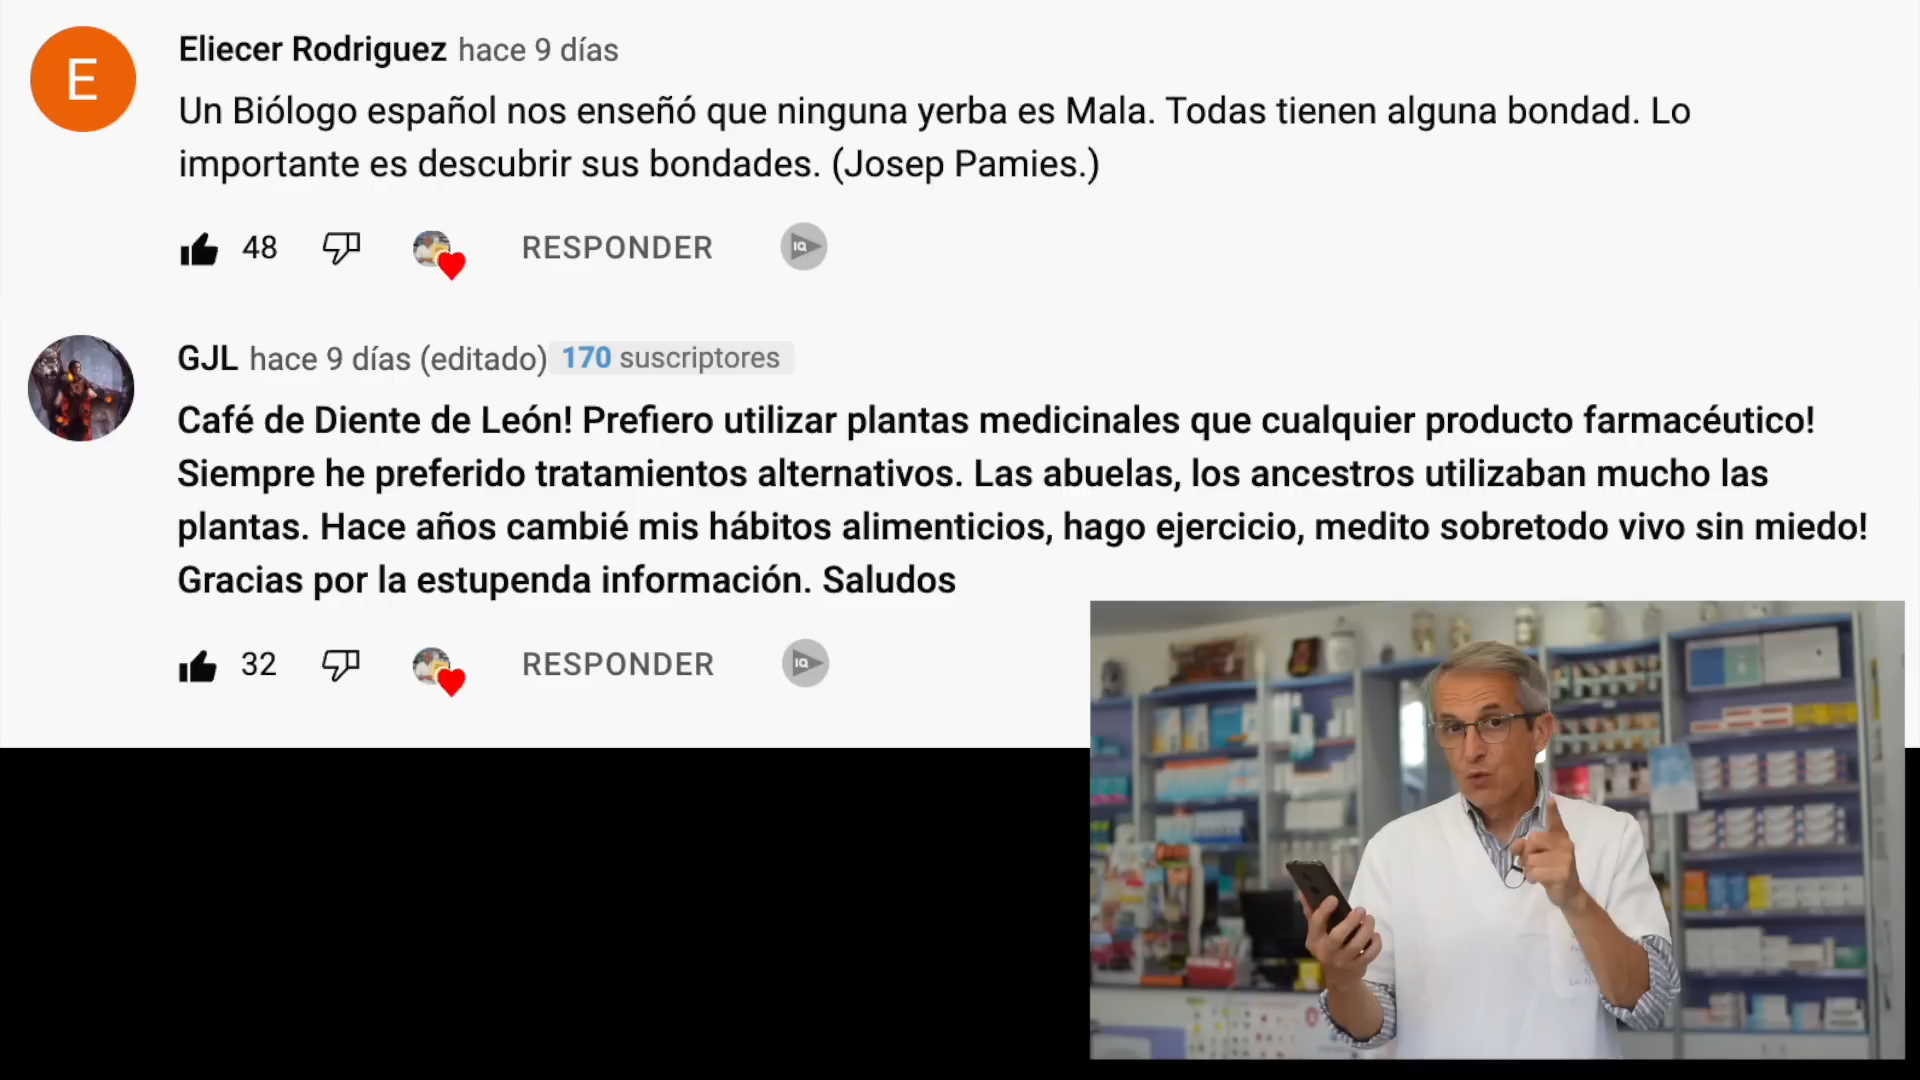 E
Eliecer Rodriguez hace 9 días
Un Biólogo español nos enseñó que ninguna yerba es Mala. Todas tienen alguna bondad. Lo
importante es descubrir sus bondades. (Josep Pamies.)
48 RESPONDER IQ
GJL hace 9 días (editado) 170 suscriptores
Café de Diente de León! Prefiero utilizar plantas medicinales que cualquier producto farmacéutico!
Siempre he preferido tratamientos alternativos. Las abuelas, los ancestros utilizaban mucho las
plantas. Hace años cambié mis hábitos alimenticios, hago ejercicio, medito sobretodo vivo sin miedo!
Gracias por la estupenda información. Saludos
32 RESPONDER IQ